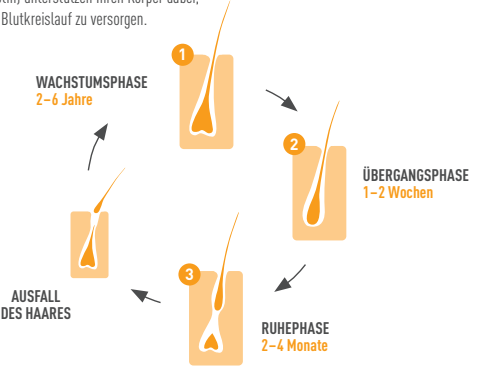 unterstützen Ihren Körper dabei,
Blutkreislauf zu versorgen.
1
WACHSTUMSPHASE
2–6 Jahre
2
ÜBERGANGSPHASE
1–2 Wochen
3
RUHEPHASE
2–4 Monate
AUSFALL
DES HAARES